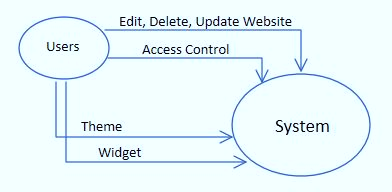 Edit, Delete, Update Website
Users
Access Control
Theme
System
Widget